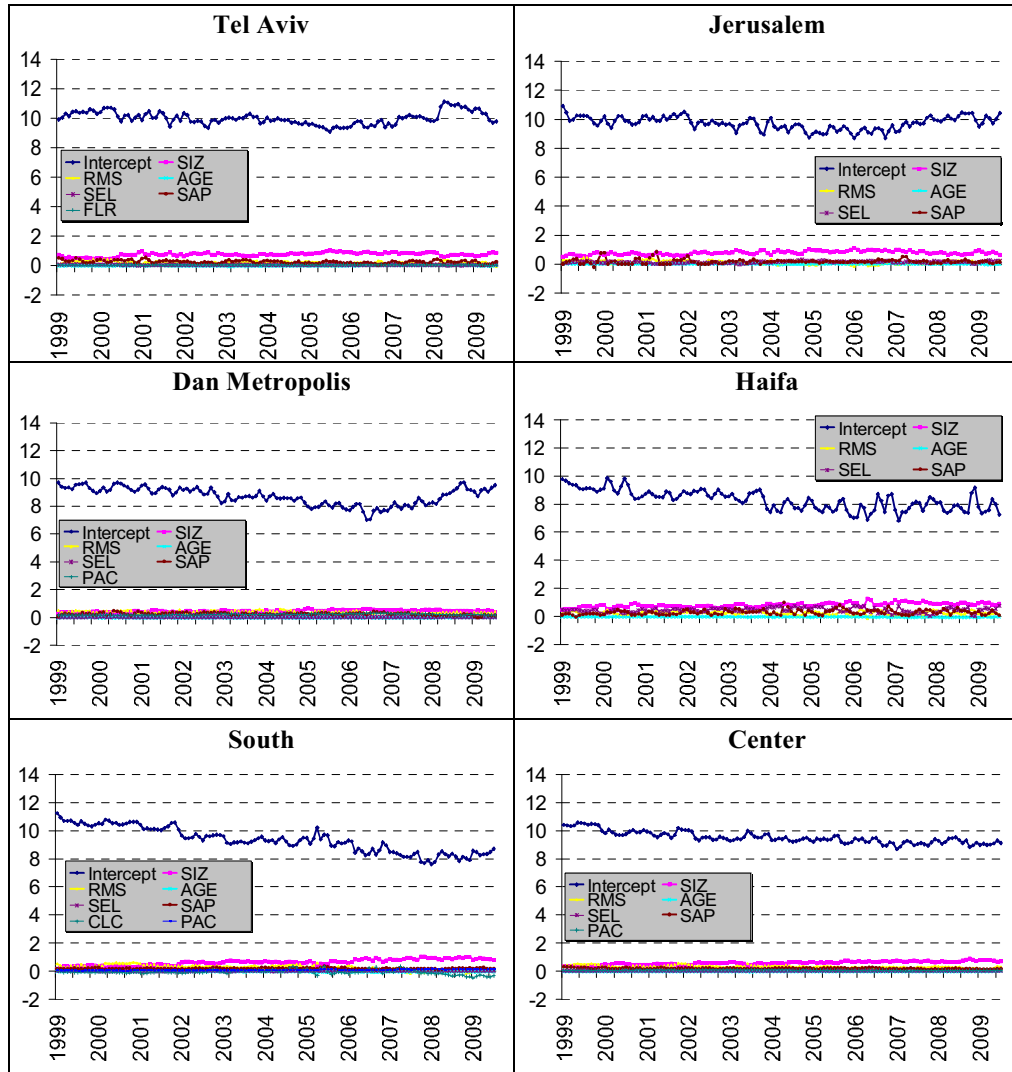 Tel Aviv
14
12
10
8
6
4
2
0
-2
Intercept SIZ
RMS AGE
SEL SAP
FLR
1999 2000 2001 2002 2003 2004 2005 2006 2007 2008 2009
Jerusalem
14
12
10
8
6
4
2
0
-2
Intercept SIZ
RMS AGE
SEL SAP
1999 2000 2001 2002 2003 2004 2005 2006 2007 2008 2009
Dan Metropolis
14
12
10
8
6
4
2
0
-2
Intercept SIZ
RMS AGE
SEL SAP
PAC
1999 2000 2001 2002 2003 2004 2005 2006 2007 2008 2009
Haifa
14
12
10
8
6
4
2
0
-2
Intercept SIZ
RMS AGE
SEL SAP
1999 2000 2001 2002 2003 2004 2005 2006 2007 2008 2009
South
14
12
10
8
6
4
2
0
-2
Intercept SIZ
RMS AGE
SEL SAP
CLC PAC
1999 2000 2001 2002 2003 2004 2005 2006 2007 2008 2009
Center
14
12
10
8
6
4
2
0
-2
Intercept SIZ
RMS AGE
SEL SAP
PAC
1999 2000 2001 2002 2003 2004 2005 2006 2007 2008 2009